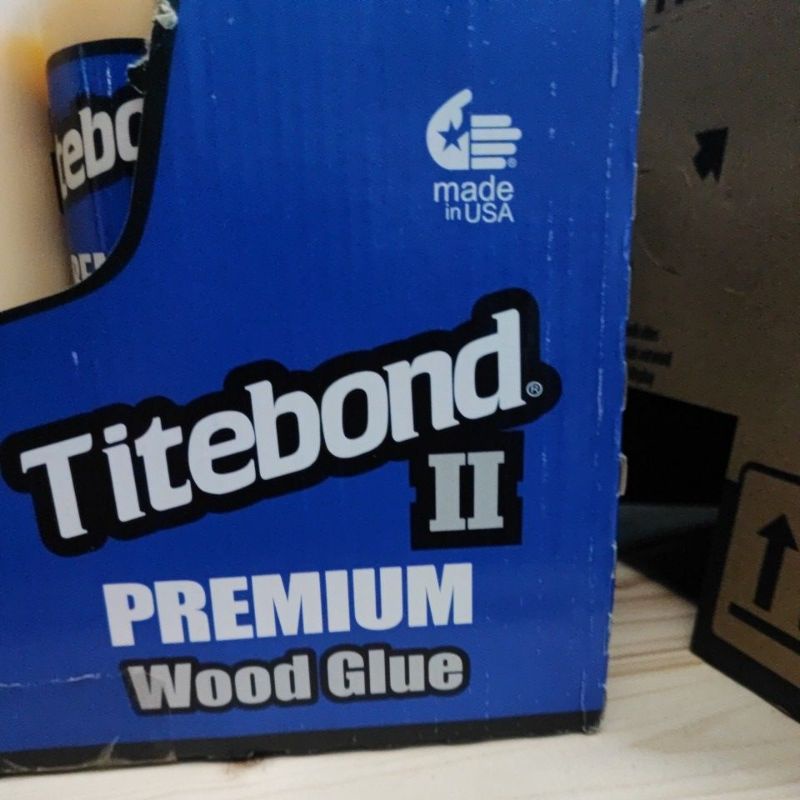 made
in USA
Titebond®
II
PREMIUM
Wood Glue